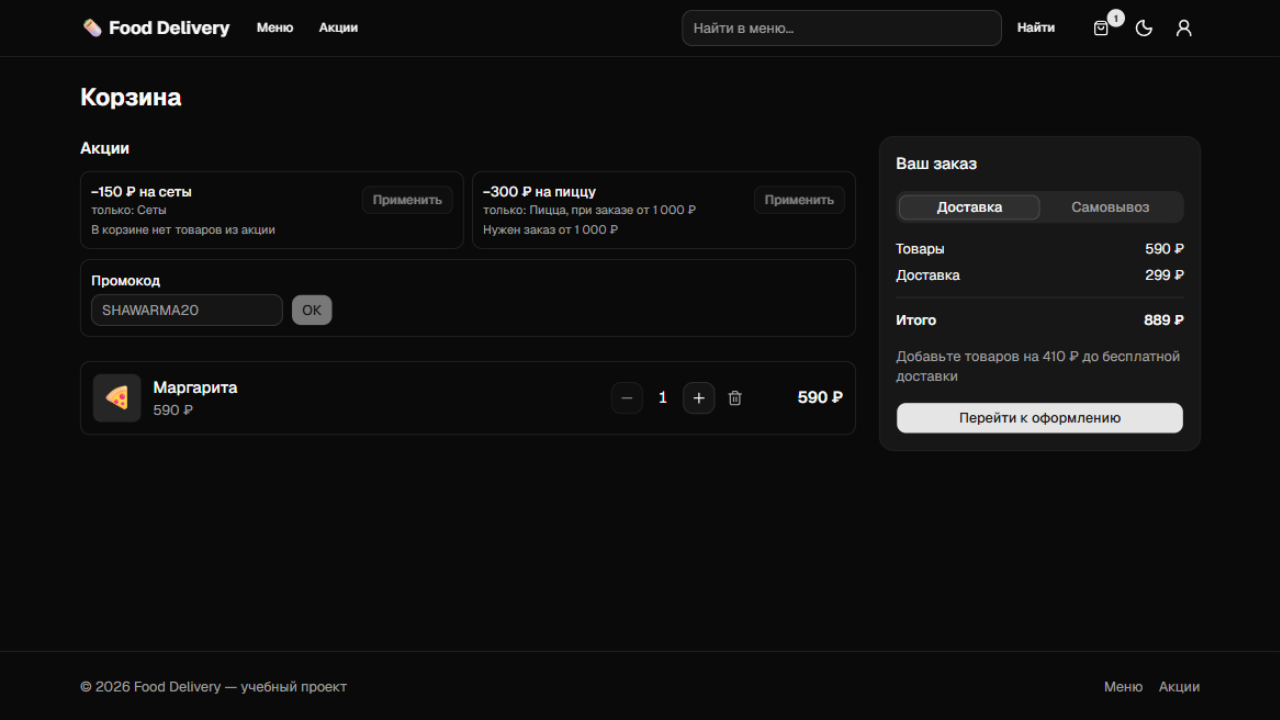 Food Delivery
Меню
Акции
Найти в меню...
Найти
1
Корзина
Акции
−150 ₽ на сеты
только: Сеты
В корзине нет товаров из акции
Применить
−300 ₽ на пиццу
только: Пицца, при заказе от 1 000 ₽
Нужен заказ от 1 000 ₽
Применить
Промокод
SHAWARMA20
ОК
Маргарита
590 ₽
1
590 ₽
Ваш заказ
Доставка
Самовывоз
Товары 590 ₽
Доставка 299 ₽
Итого 889 ₽
Добавьте товаров на 410 ₽ до бесплатной
доставки
Перейти к оформлению
© 2026 Food Delivery — учебный проект
Меню
Акции